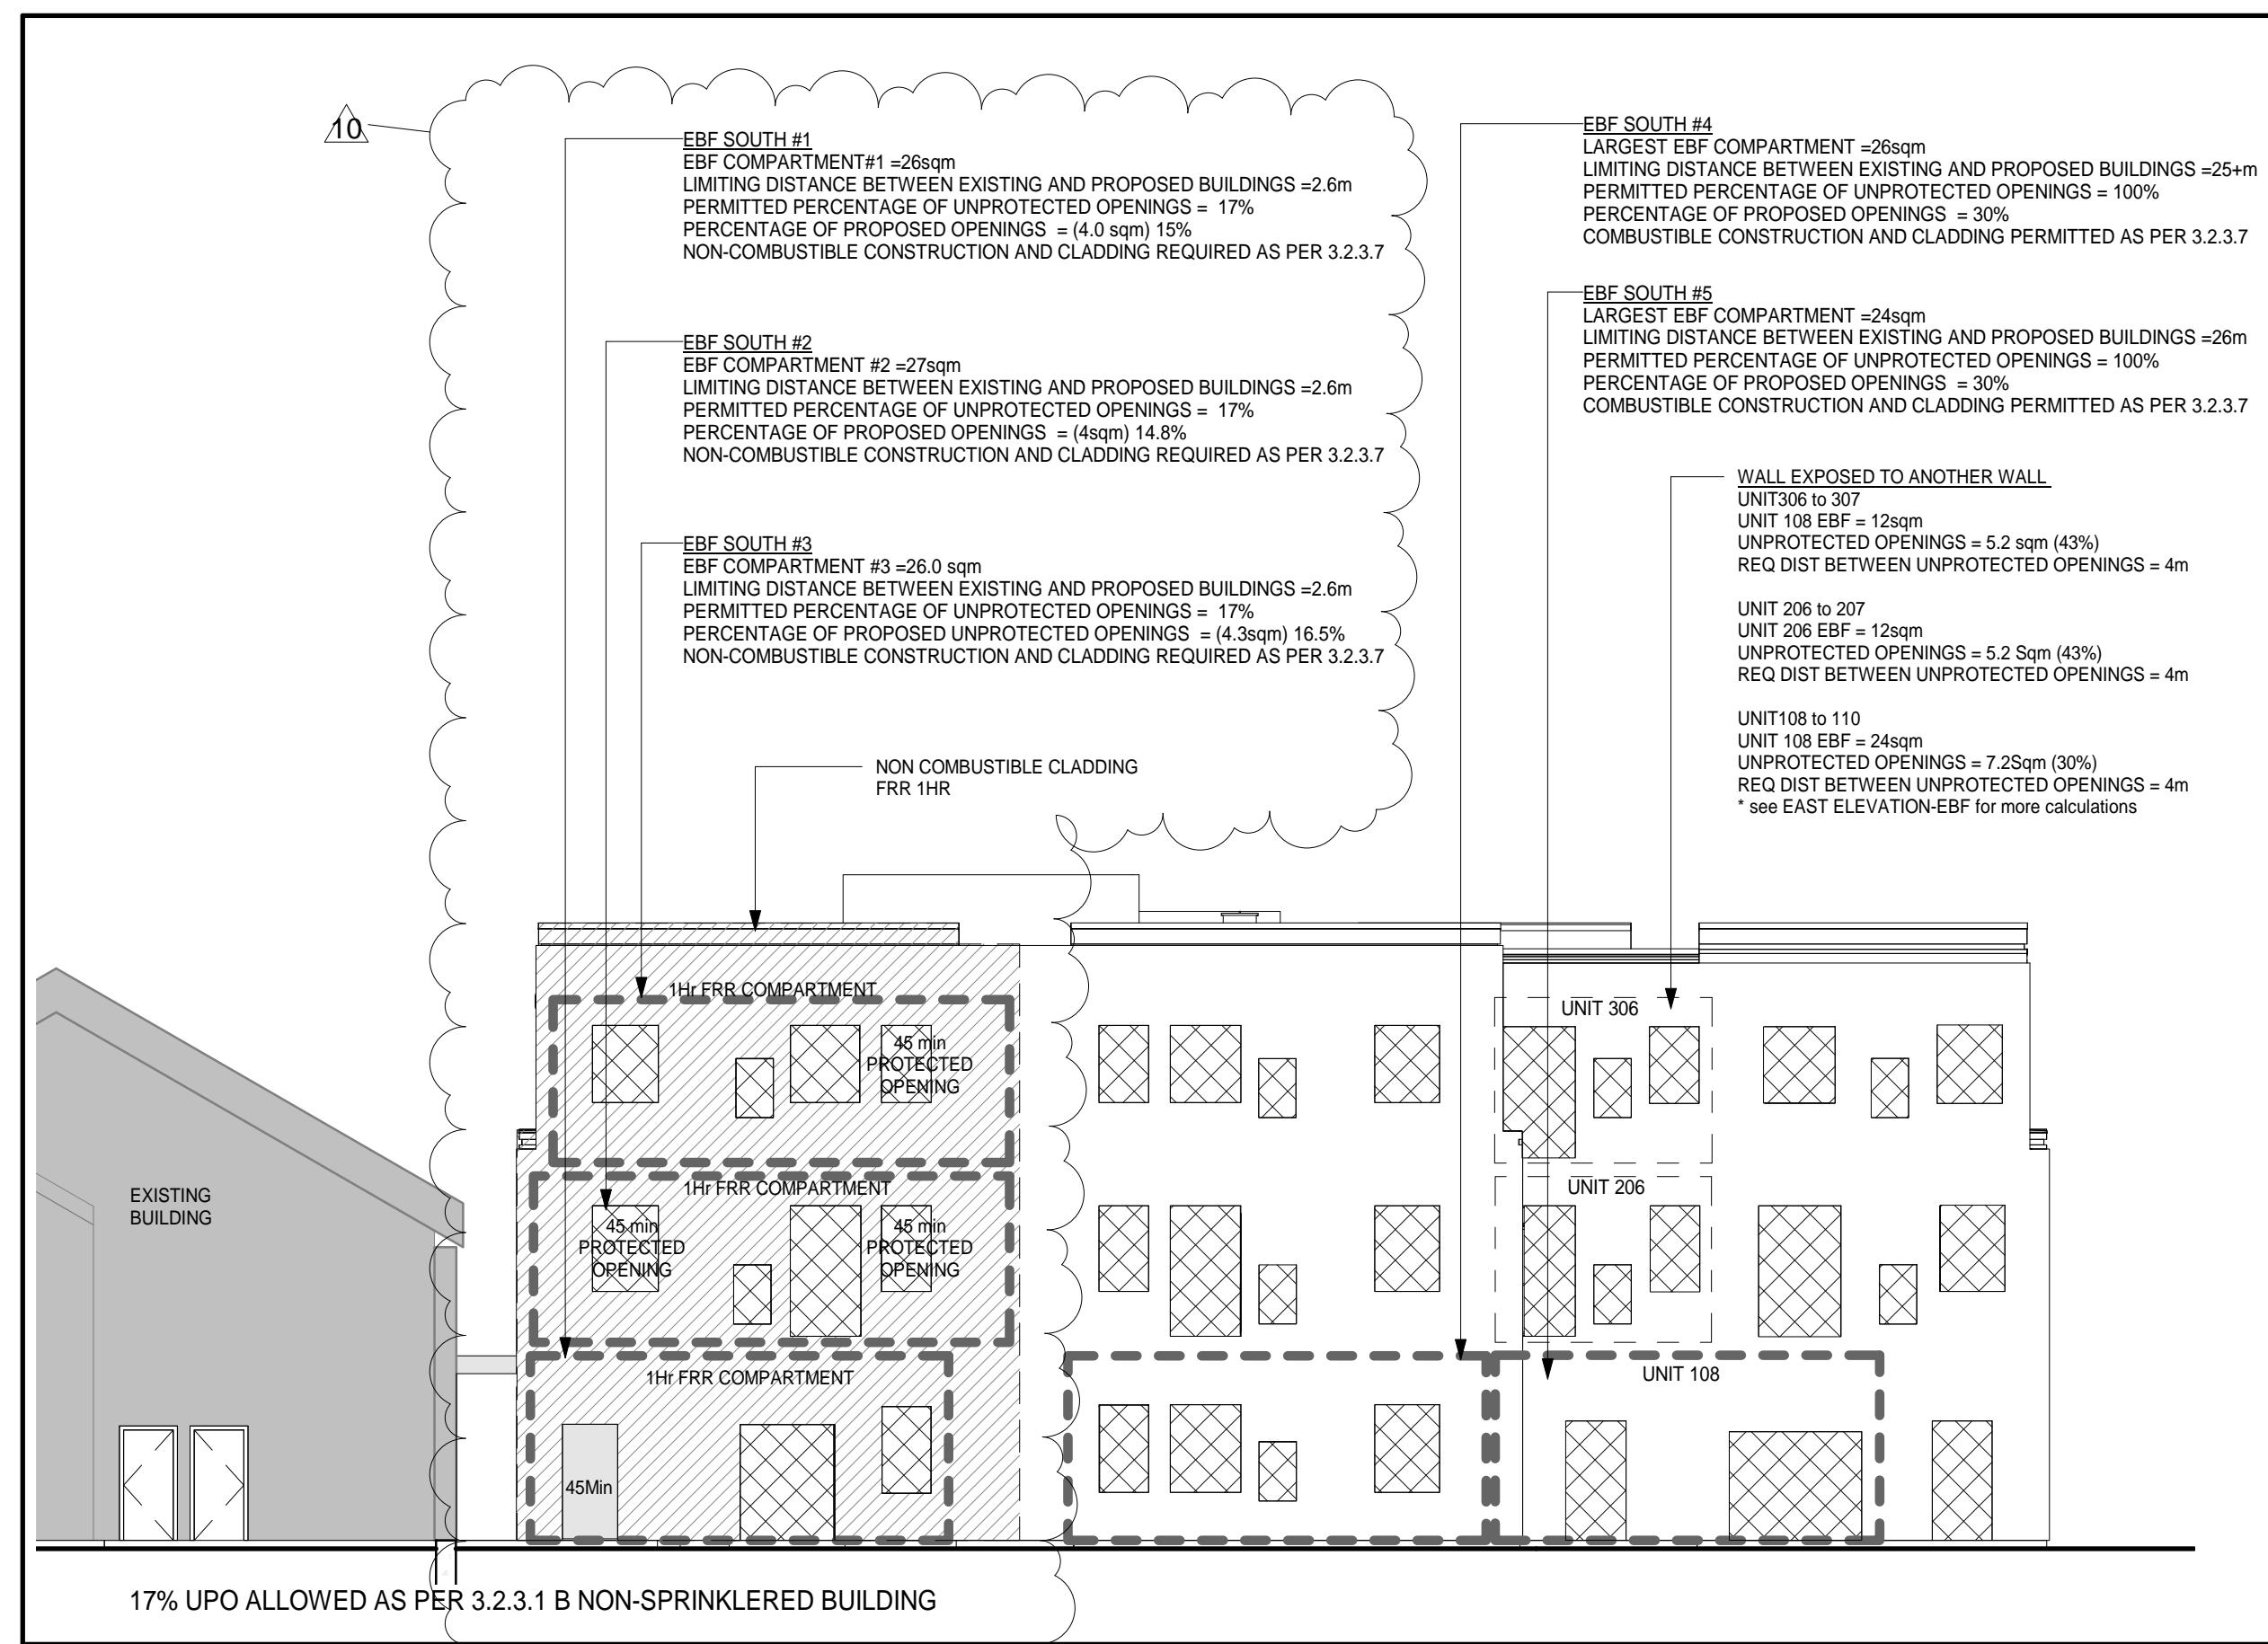 10
EBF SOUTH #1
EBF COMPARTMENT#1 =26sqm
LIMITING DISTANCE BETWEEN EXISTING AND PROPOSED BUILDINGS =2.6m
PERMITTED PERCENTAGE OF UNPROTECTED OPENINGS = 17%
PERCENTAGE OF PROPOSED OPENINGS = (4.0 sqm) 15%
NON-COMBUSTIBLE CONSTRUCTION AND CLADDING REQUIRED AS PER 3.2.3.7
EBF SOUTH #2
EBF COMPARTMENT #2 =27sqm
LIMITING DISTANCE BETWEEN EXISTING AND PROPOSED BUILDINGS =2.6m
PERMITTED PERCENTAGE OF UNPROTECTED OPENINGS = 17%
PERCENTAGE OF PROPOSED OPENINGS = (4sqm) 14.8%
NON-COMBUSTIBLE CONSTRUCTION AND CLADDING REQUIRED AS PER 3.2.3.7
EBF SOUTH #3
EBF COMPARTMENT #3 =26.0 sqm
LIMITING DISTANCE BETWEEN EXISTING AND PROPOSED BUILDINGS =2.6m
PERMITTED PERCENTAGE OF UNPROTECTED OPENINGS = 17%
PERCENTAGE OF PROPOSED UNPROTECTED OPENINGS = (4.3sqm) 16.5%
NON-COMBUSTIBLE CONSTRUCTION AND CLADDING REQUIRED AS PER 3.2.3.7
NON COMBUSTIBLE CLADDING
FRR 1HR
EBF SOUTH #4
LARGEST EBF COMPARTMENT =26sqm
LIMITING DISTANCE BETWEEN EXISTING AND PROPOSED BUILDINGS =25+m
PERMITTED PERCENTAGE OF UNPROTECTED OPENINGS = 100%
PERCENTAGE OF PROPOSED OPENINGS = 30%
COMBUSTIBLE CONSTRUCTION AND CLADDING PERMITTED AS PER 3.2.3.7
EBF SOUTH #5
LARGEST EBF COMPARTMENT =24sqm
LIMITING DISTANCE BETWEEN EXISTING AND PROPOSED BUILDINGS =26m
PERMITTED PERCENTAGE OF UNPROTECTED OPENINGS = 100%
PERCENTAGE OF PROPOSED OPENINGS = 30%
COMBUSTIBLE CONSTRUCTION AND CLADDING PERMITTED AS PER 3.2.3.7
WALL EXPOSED TO ANOTHER WALL
UNIT306 to 307
UNIT 108 EBF = 12sqm
UNPROTECTED OPENINGS = 5.2 sqm (43%)
REQ DIST BETWEEN UNPROTECTED OPENINGS = 4m
UNIT 206 to 207
UNIT 206 EBF = 12sqm
UNPROTECTED OPENINGS = 5.2 Sqm (43%)
REQ DIST BETWEEN UNPROTECTED OPENINGS = 4m
UNIT108 to 110
UNIT 108 EBF = 24sqm
UNPROTECTED OPENINGS = 7.2Sqm (30%)
REQ DIST BETWEEN UNPROTECTED OPENINGS = 4m
* see EAST ELEVATION-EBF for more calculations
1Hr FRR COMPARTMENT
45 min
PROTECTED
OPENING
UNIT 306
EXISTING
BUILDING
1Hr FRR COMPARTMENT
45 min
PROTECTED
OPENING
45 min
PROTECTED
OPENING
UNIT 206
1Hr FRR COMPARTMENT
45Min
UNIT 108
17% UPO ALLOWED AS PER 3.2.3.1 B NON-SPRINKLERED BUILDING